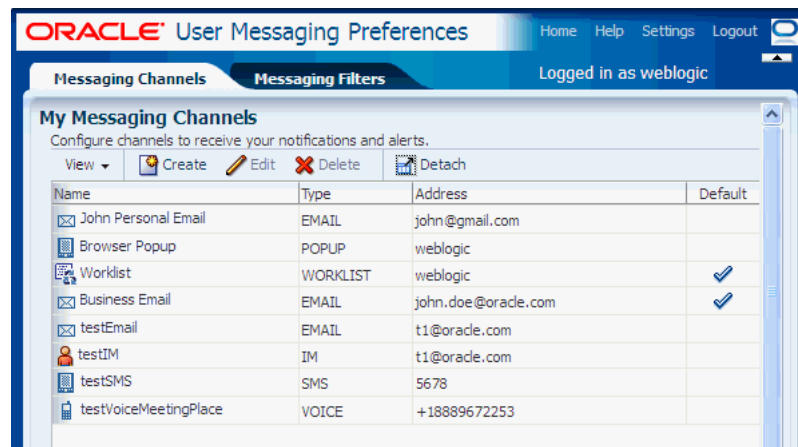 ORACLE User Messaging Preferences Home Help Settings Logout
Messaging Channels Messaging Filters Logged in as weblogic
My Messaging Channels
Configure channels to receive your notifications and alerts.
View Create Edit Delete Detach
Name Type Address Default
John Personal Email EMAIL john@gmail.com
Browser Popup POPUP weblogic
Worklist WORKLIST weblogic
Business Email EMAIL john.doe@oracle.com
testEmail EMAIL t1@oracle.com
testIM IM t1@oracle.com
testSMS SMS 5678
testVoiceMeetingPlace VOICE +18889672253